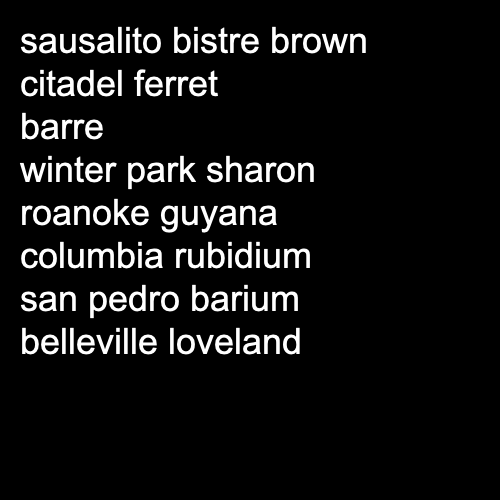 sausalito bistre brown
citadel ferret
barre
winter park sharon
roanoke guyana
columbia rubidium
san pedro barium
belleville loveland